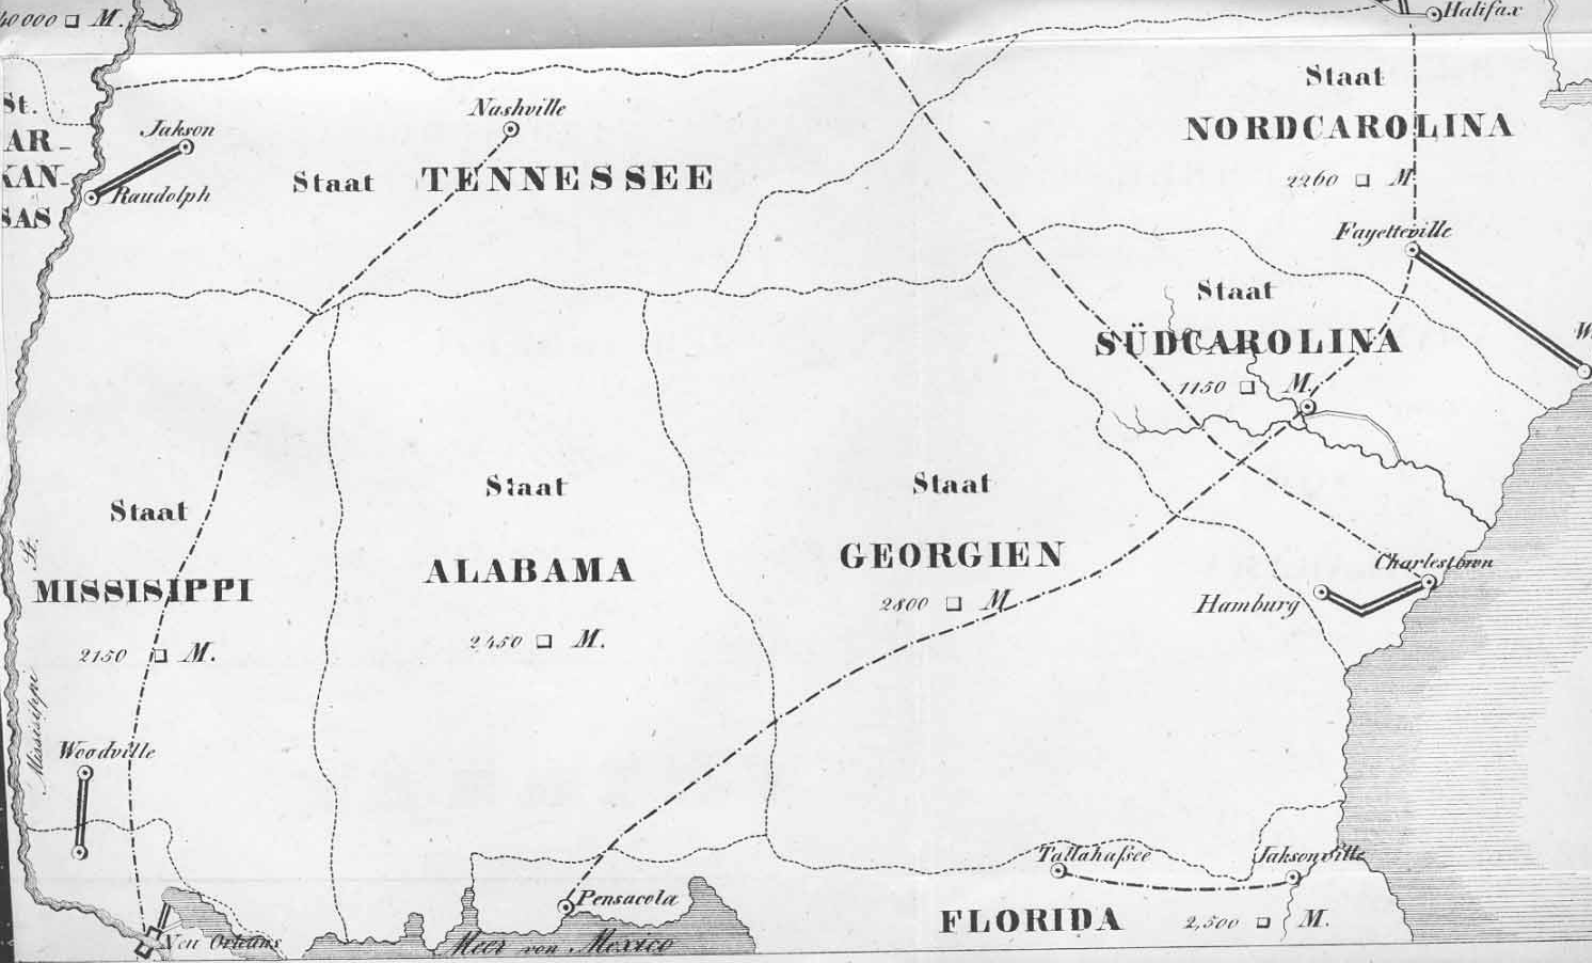 40000 □ M.
Halifax
St.
AR-
KAN-
SAS
Jakson
Raudolph
Nashville
Staat TENNESSEE
Staat
NORDCAROLINA
2260 □ M
Fayetteville
Staat
SÜDCAROLINA
1150 □ M.
W
Staat
MISSISIPPI
2150 □ M.
Missisippi St.
Staat
ALABAMA
2450 □ M.
Staat
GEORGIEN
2800 □ M
Charlestown
Hamburg
Woodville
Neu Orleans
Pensacola
Meer von Mexico
Tallahaſsee
Jaksonville
FLORIDA 2,500 □ M.